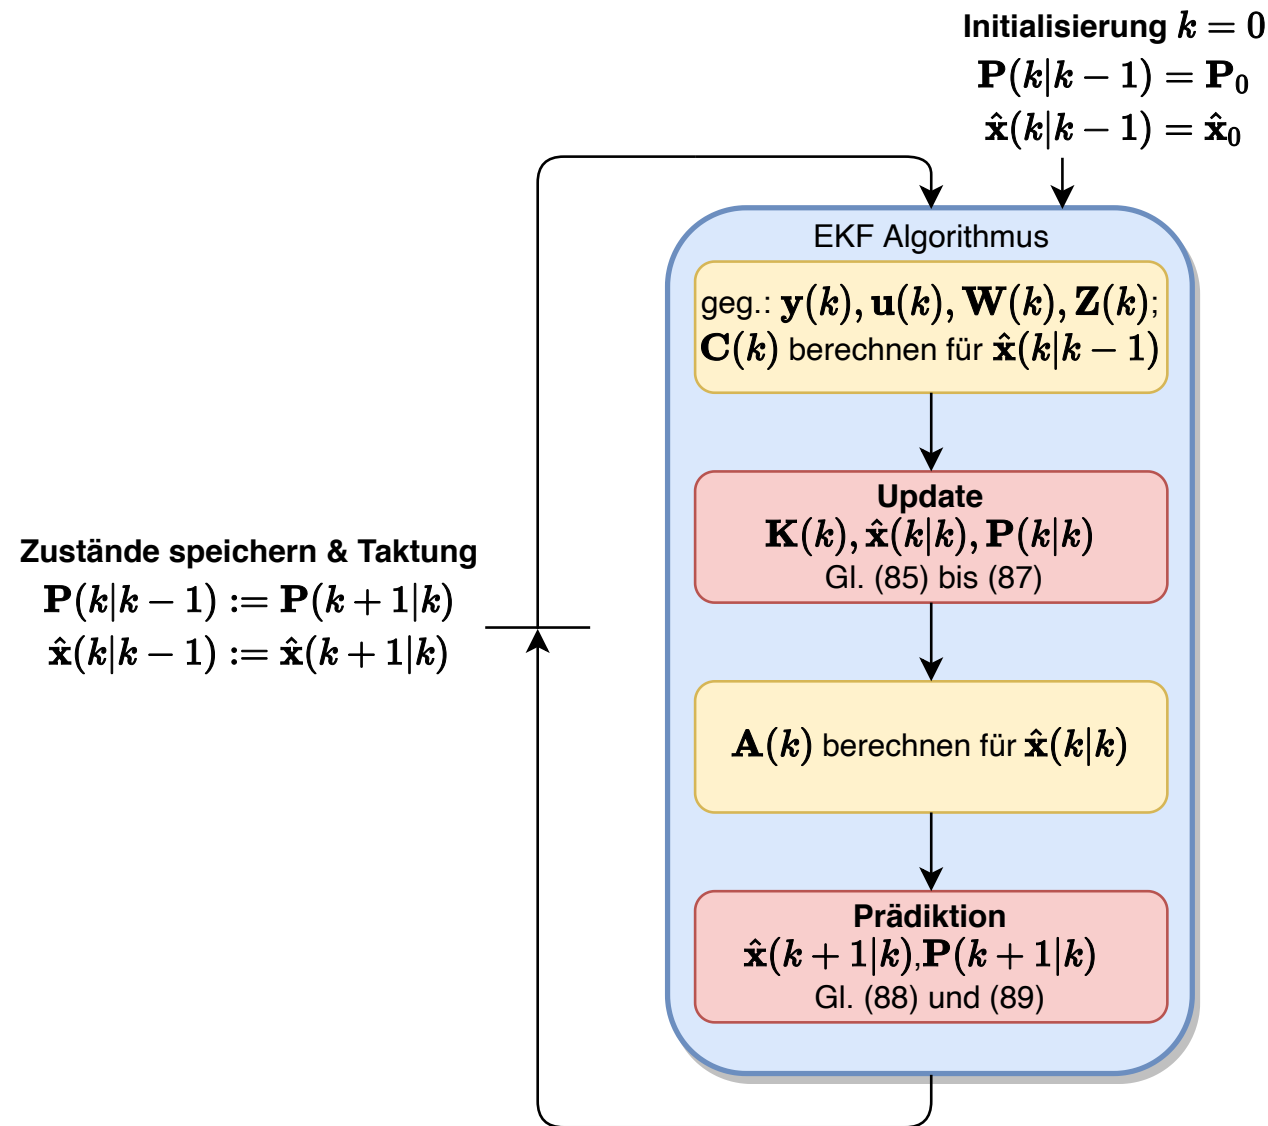 Initialisierung k = 0
P(k|k − 1) = P₀
x̂(k|k − 1) = x̂₀
EKF Algorithmus
geg.: y(k), u(k), W(k), Z(k);
C(k) berechnen für x̂(k|k − 1)
Update
K(k), x̂(k|k), P(k|k)
Gl. (85) bis (87)
Zustände speichern & Taktung
P(k|k − 1) := P(k + 1|k)
x̂(k|k − 1) := x̂(k + 1|k)
A(k) berechnen für x̂(k|k)
Prädiktion
x̂(k + 1|k),P(k + 1|k)
Gl. (88) und (89)